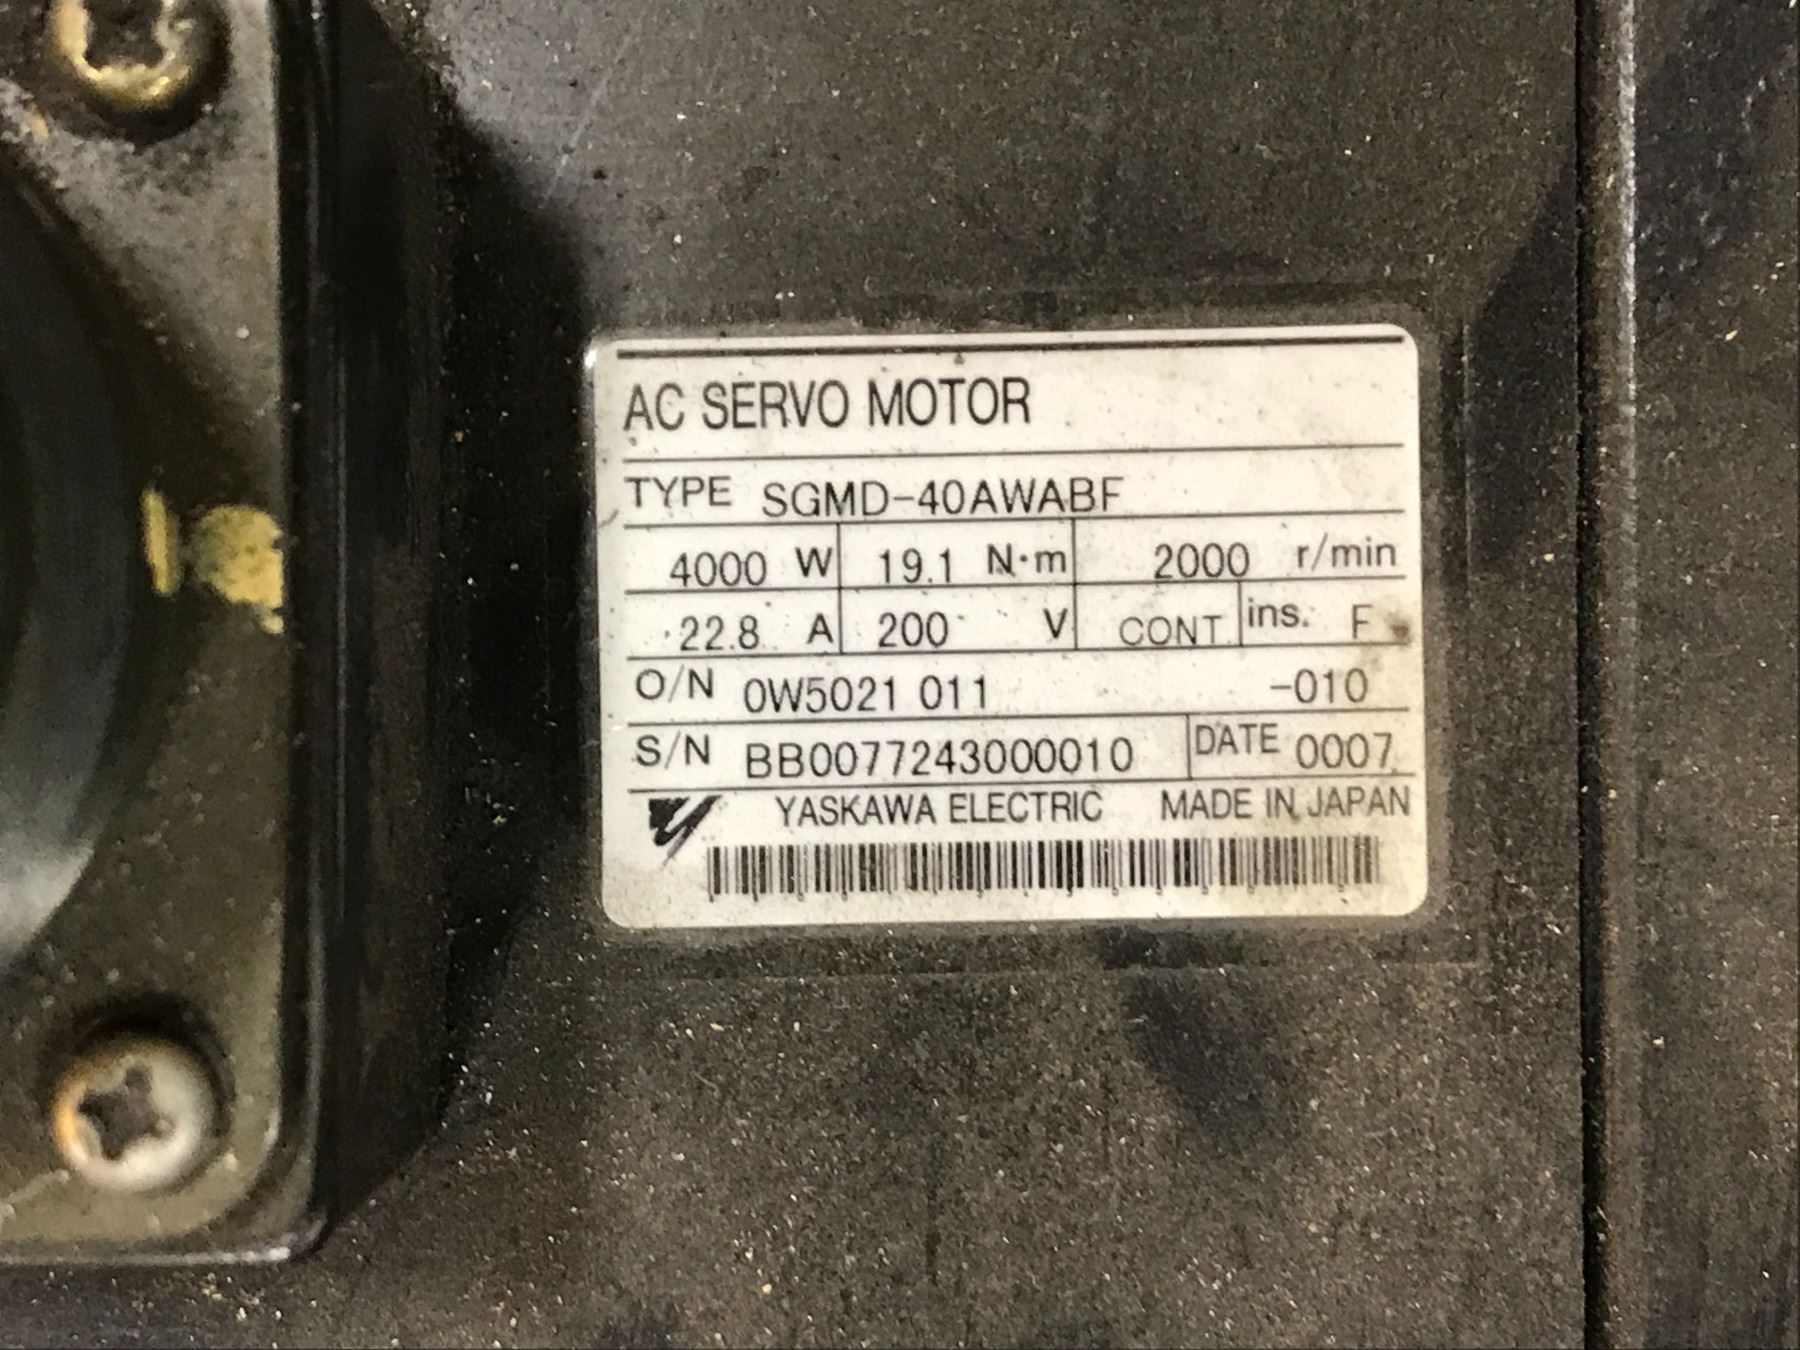 AC SERVO MOTOR
TYPE SGMD-40AWABF
4000 W 19.1 N·m 2000 r/min
22.8 A 200 V CONT. ins. F
O/N 0W5021 011 -010
S/N BB0077243000010 DATE 0007
YASKAWA ELECTRIC MADE IN JAPAN